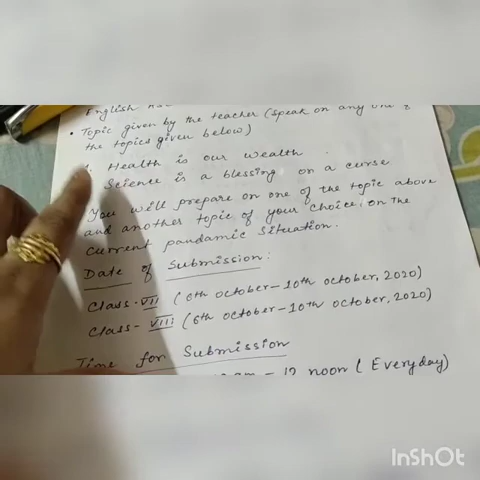 English
• Topic given by the teacher (speak on any one of
the topics given below)
1. Health is our wealth.
Science is a blessing on a curse
You will prepare on one of the topic above
and another topic of your choice, on the
current pandamic situation.
Date of Submission:
Class-VII (6th october-10th october, 2020)
Class-VIII: (6th october-10th october, 2020)
Time for Submission
am - 12 noon (Everyday)
InShOt